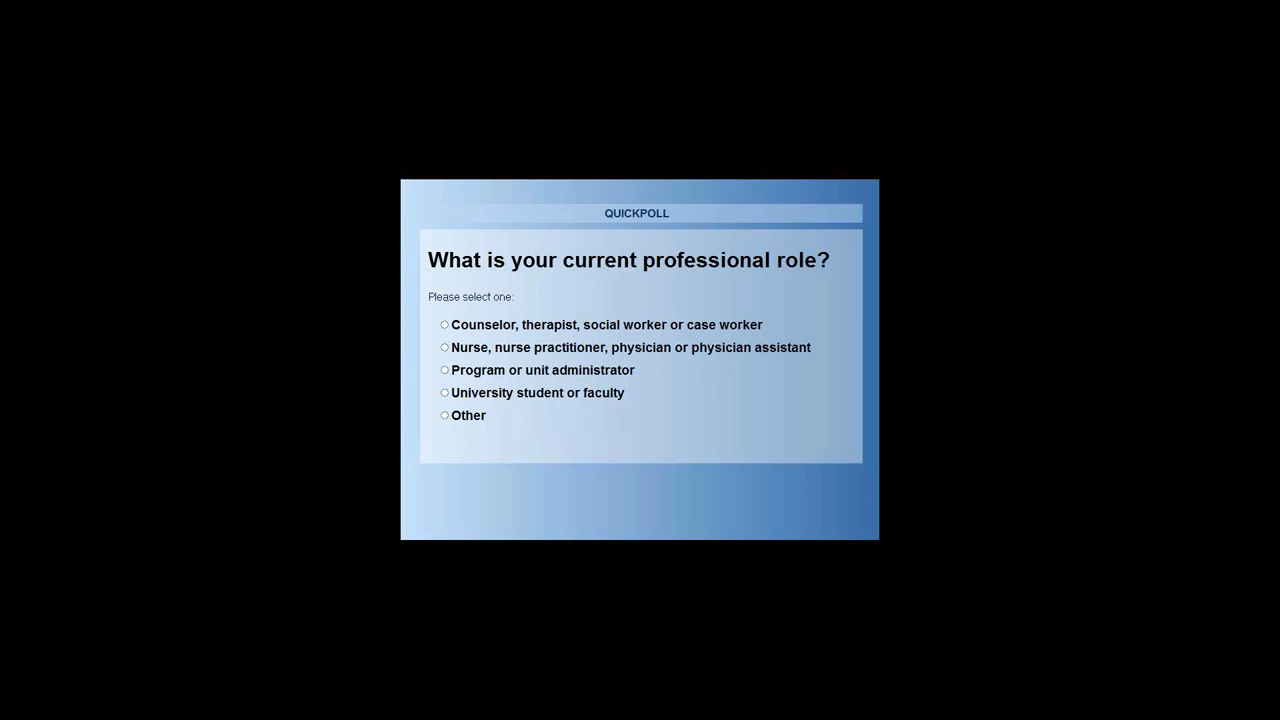 QUICKPOLL
What is your current professional role?
Please select one:
Counselor, therapist, social worker or case worker
Nurse, nurse practitioner, physician or physician assistant
Program or unit administrator
University student or faculty
Other